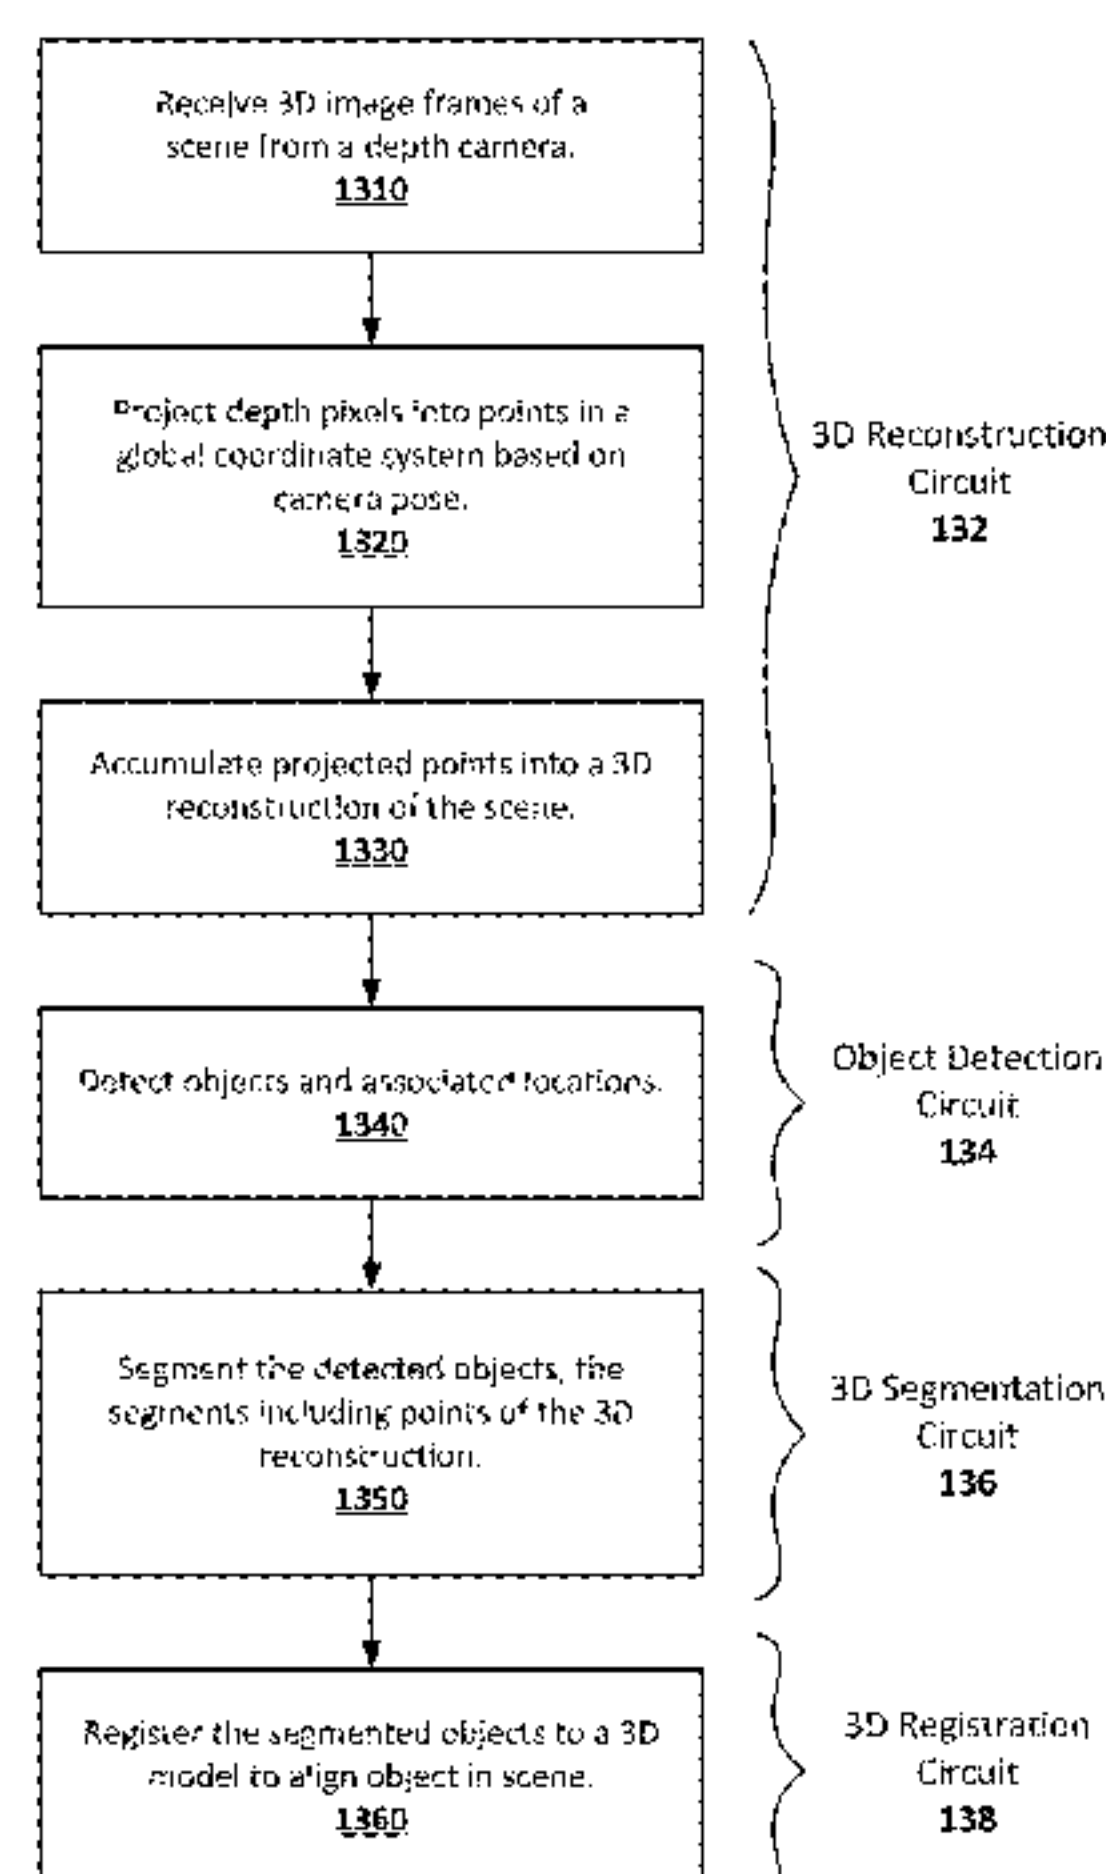 Receive 3D image frames of a
scene from a depth camera.
1310
Project depth pixels into points in a
global coordinate system based on
camera pose.
1320
Accumulate projected points into a 3D
reconstruction of the scene.
1330
3D Reconstruction
Circuit
132
Detect objects and associated locations.
1340
Object Detection
Circuit
134
Segment the detected objects, the
segments including points of the 3D
reconstruction.
1350
3D Segmentation
Circuit
136
Register the segmented objects to a 3D
model to align object in scene.
1360
3D Registration
Circuit
138